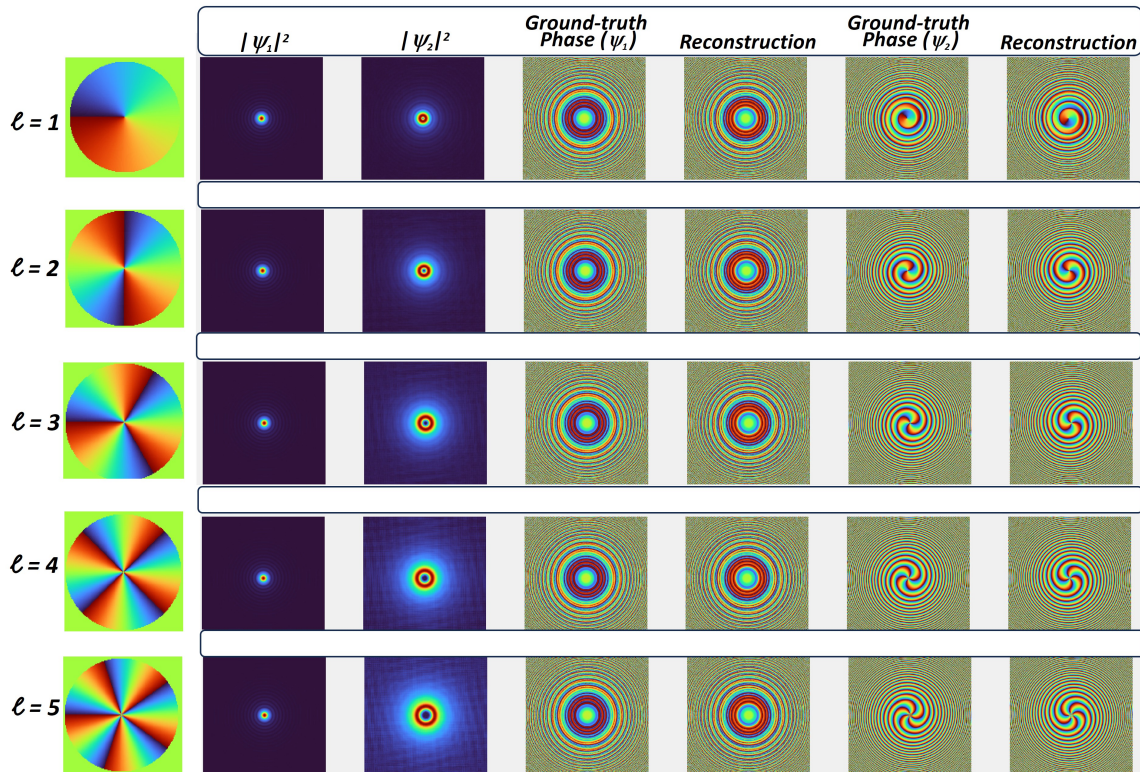 |ψ₁|²
|ψ₂|²
Ground-truth
Phase (ψ₁)
Reconstruction
Ground-truth
Phase (ψ₂)
Reconstruction
ℓ = 1
ℓ = 2
ℓ = 3
ℓ = 4
ℓ = 5